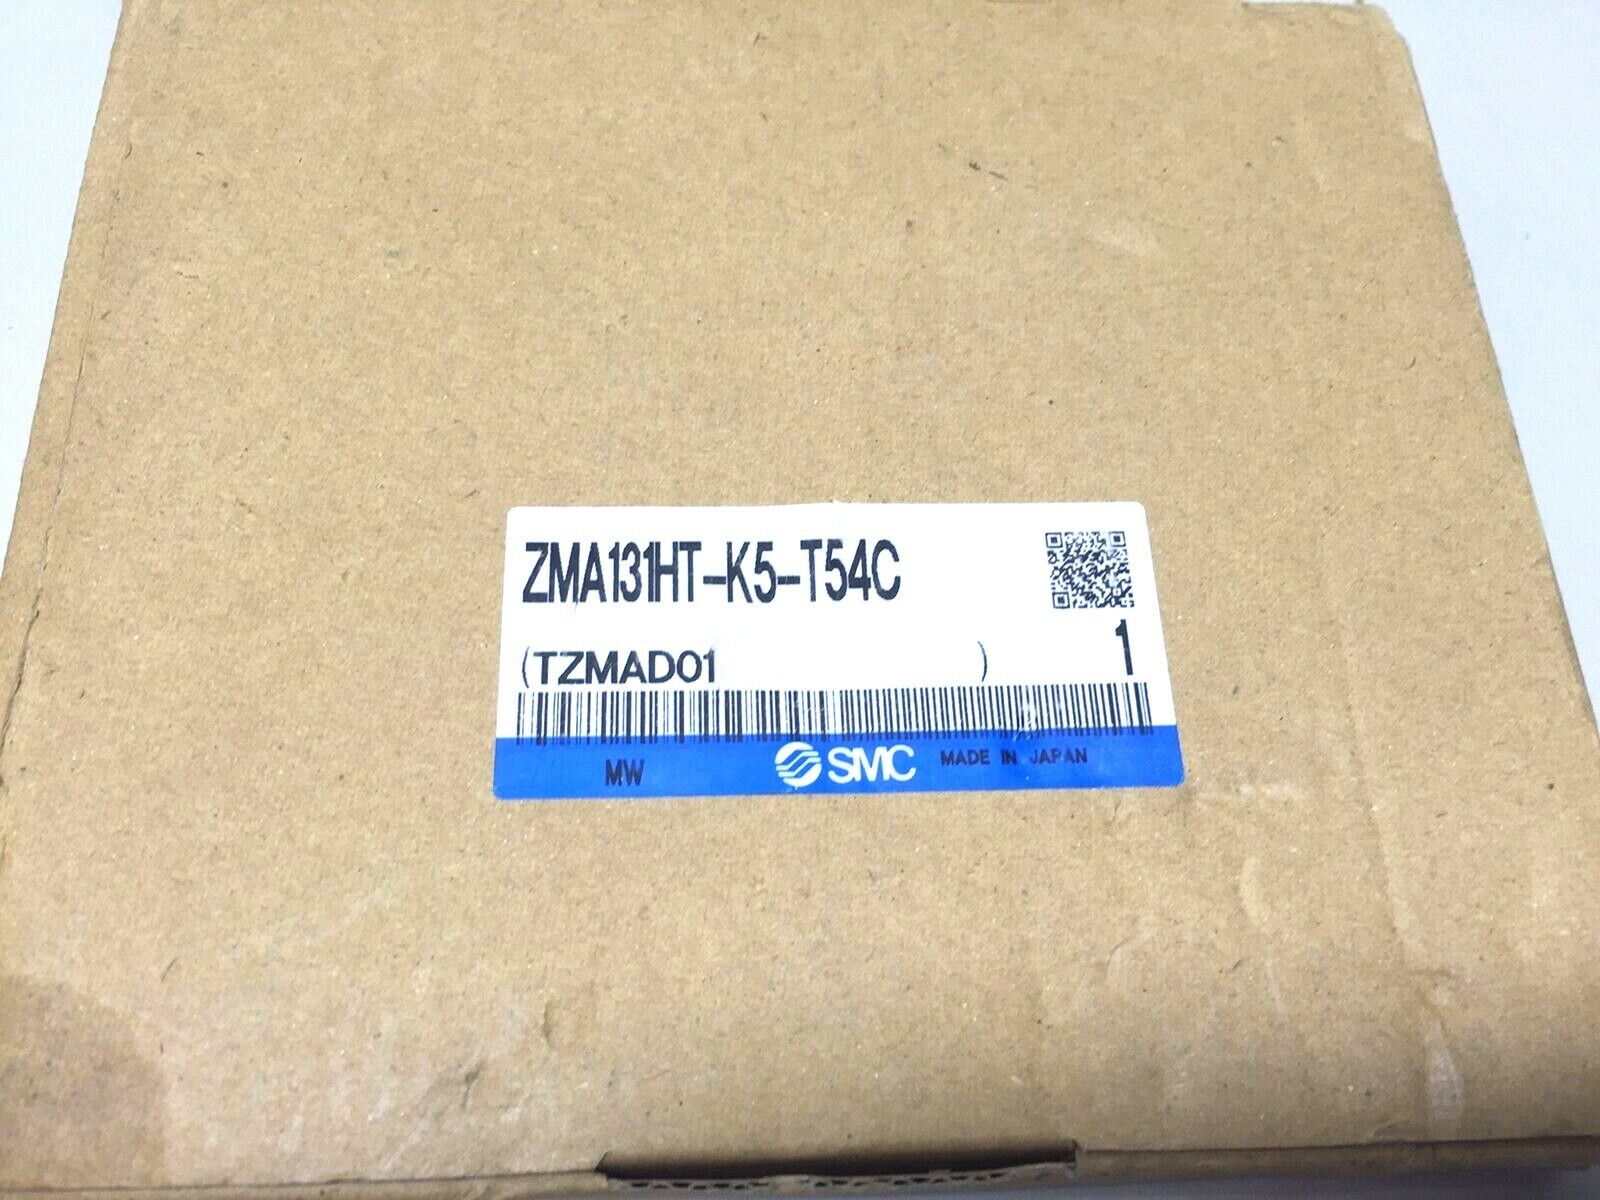 ZMA131HT-K5-T54C
(TZMAD01 ) 1
MW SMC MADE IN JAPAN